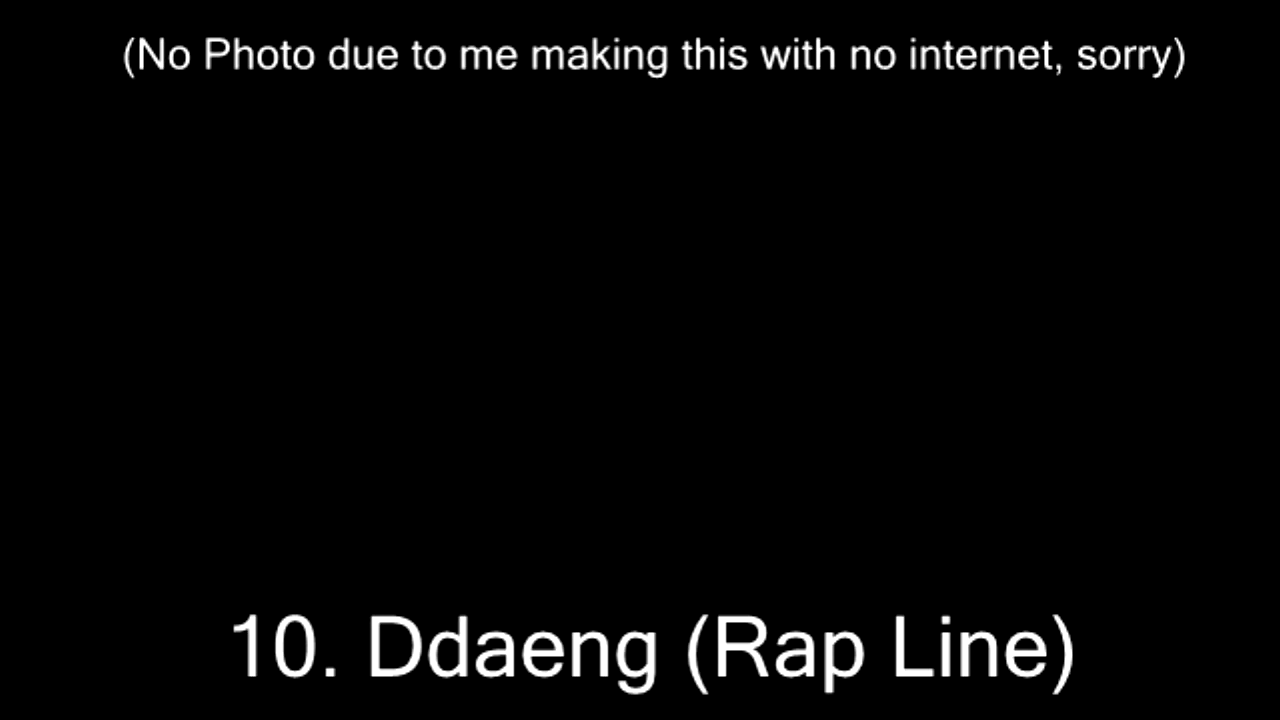 (No Photo due to me making this with no internet, sorry)
10. Ddaeng (Rap Line)